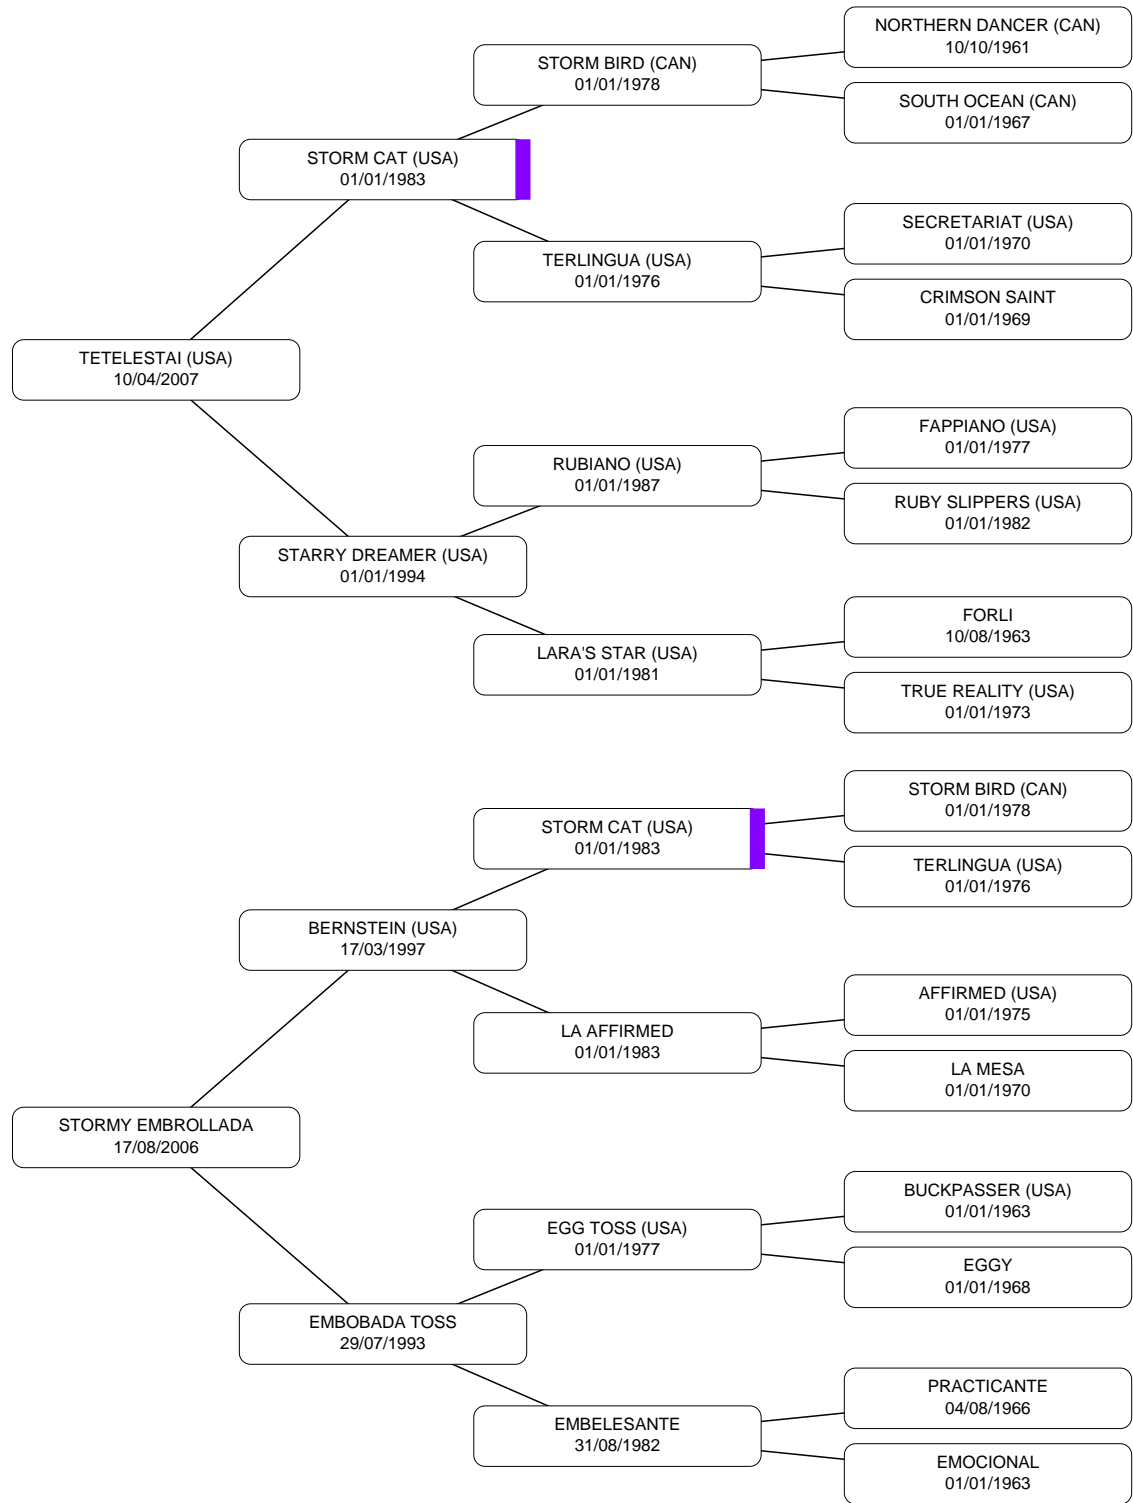 NORTHERN DANCER (CAN)
10/10/1961
STORM BIRD (CAN)
01/01/1978
SOUTH OCEAN (CAN)
01/01/1967
STORM CAT (USA)
01/01/1983
SECRETARIAT (USA)
01/01/1970
TERLINGUA (USA)
01/01/1976
CRIMSON SAINT
01/01/1969
TETELESTAI (USA)
10/04/2007
FAPPIANO (USA)
01/01/1977
RUBIANO (USA)
01/01/1987
RUBY SLIPPERS (USA)
01/01/1982
STARRY DREAMER (USA)
01/01/1994
FORLI
10/08/1963
LARA'S STAR (USA)
01/01/1981
TRUE REALITY (USA)
01/01/1973
STORM BIRD (CAN)
01/01/1978
STORM CAT (USA)
01/01/1983
TERLINGUA (USA)
01/01/1976
BERNSTEIN (USA)
17/03/1997
AFFIRMED (USA)
01/01/1975
LA AFFIRMED
01/01/1983
LA MESA
01/01/1970
STORMY EMBROLLADA
17/08/2006
BUCKPASSER (USA)
01/01/1963
EGG TOSS (USA)
01/01/1977
EGGY
01/01/1968
EMBOBADA TOSS
29/07/1993
PRACTICANTE
04/08/1966
EMBELESANTE
31/08/1982
EMOCIONAL
01/01/1963